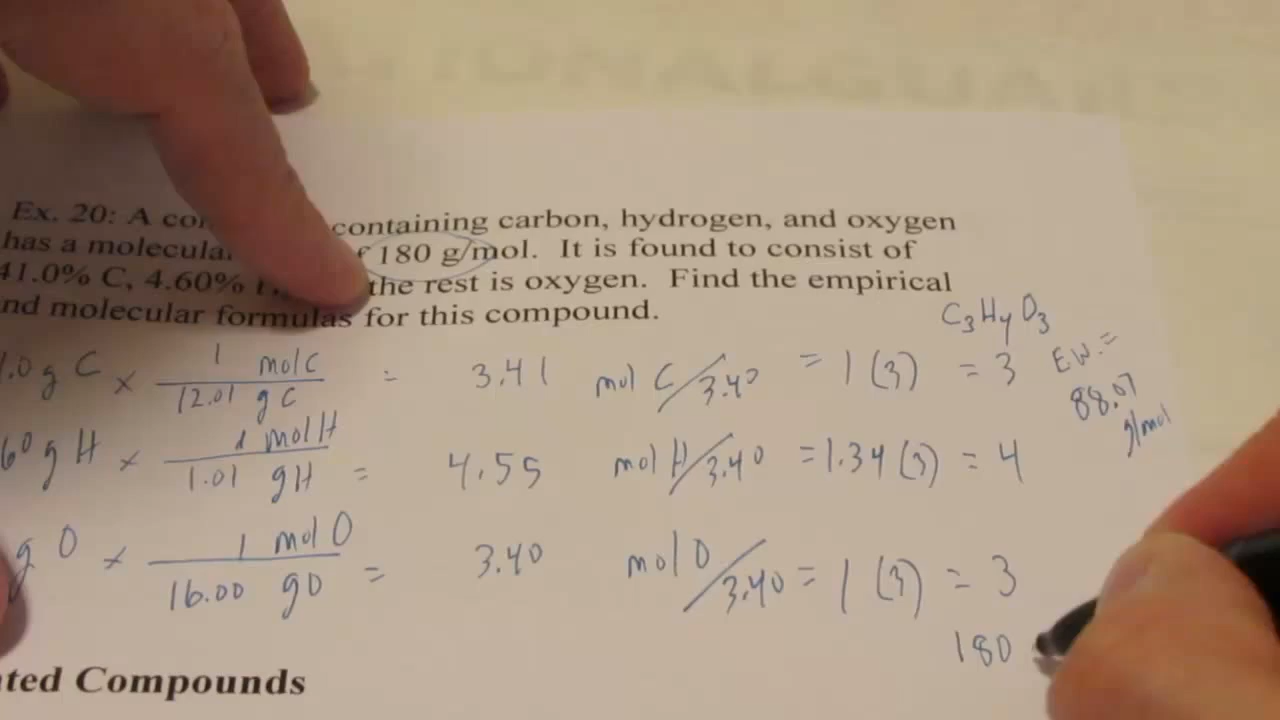 Ex. 20: A containing carbon, hydrogen, and oxygen
has a molecular 180 g/mol. It is found to consist of
41.0% C, 4.60% the rest is oxygen. Find the empirical
nd molecular formulas for this compound.
C3H4O3
.0 g C × 1 mol C / 12.01 g C = 3.41 mol C / 3.40 = 1 (3) = 3
E.W. =
88.07
g/mol
60 g H × 1 mol H / 1.01 g H = 4.55 mol H / 3.40 = 1.34 (3) = 4
g O × 1 mol O / 16.00 g O = 3.40 mol O / 3.40 = 1 (3) = 3
180
ted Compounds